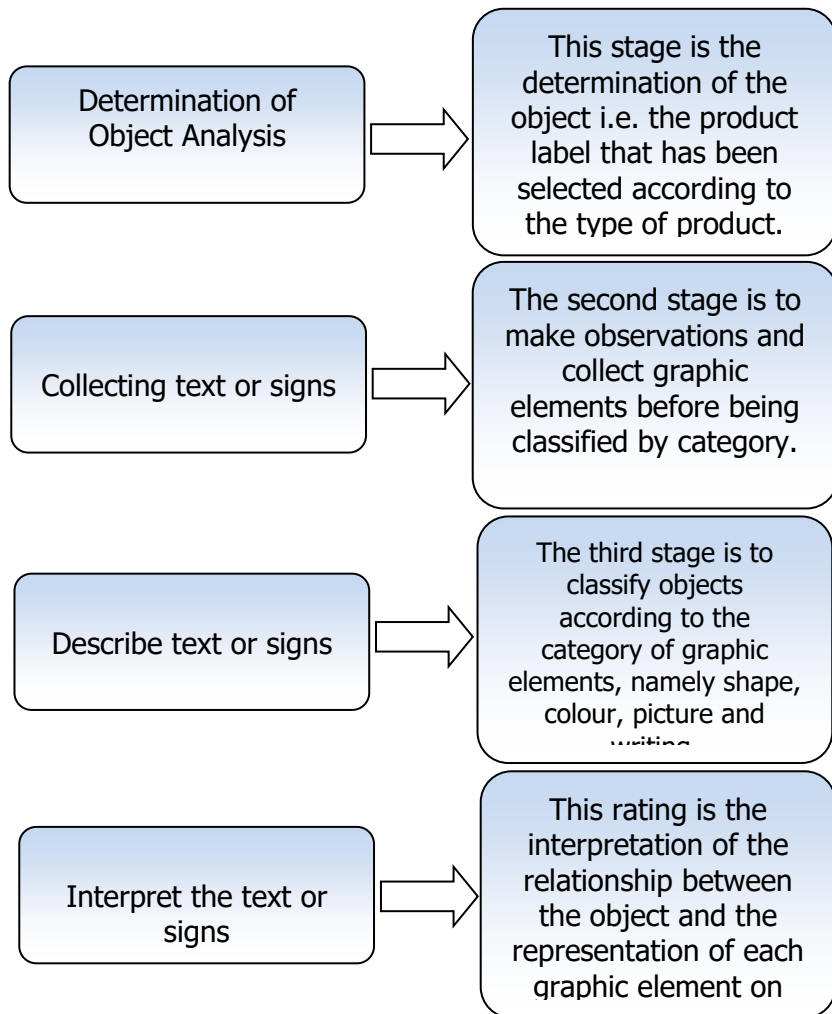 Determination of
Object Analysis
This stage is the
determination of the
object i.e. the product
label that has been
selected according to
the type of product.
Collecting text or signs
The second stage is to
make observations and
collect graphic
elements before being
classified by category.
Describe text or signs
The third stage is to
classify objects
according to the
category of graphic
elements, namely shape,
colour, picture and
writing
Interpret the text or
signs
This rating is the
interpretation of the
relationship between
the object and the
representation of each
graphic element on